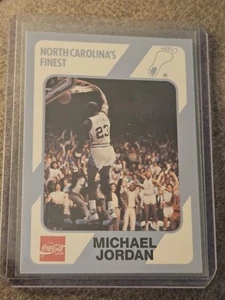 NORTH CAROLINA'S
FINEST
23
Coca-Cola
MICHAEL
JORDAN